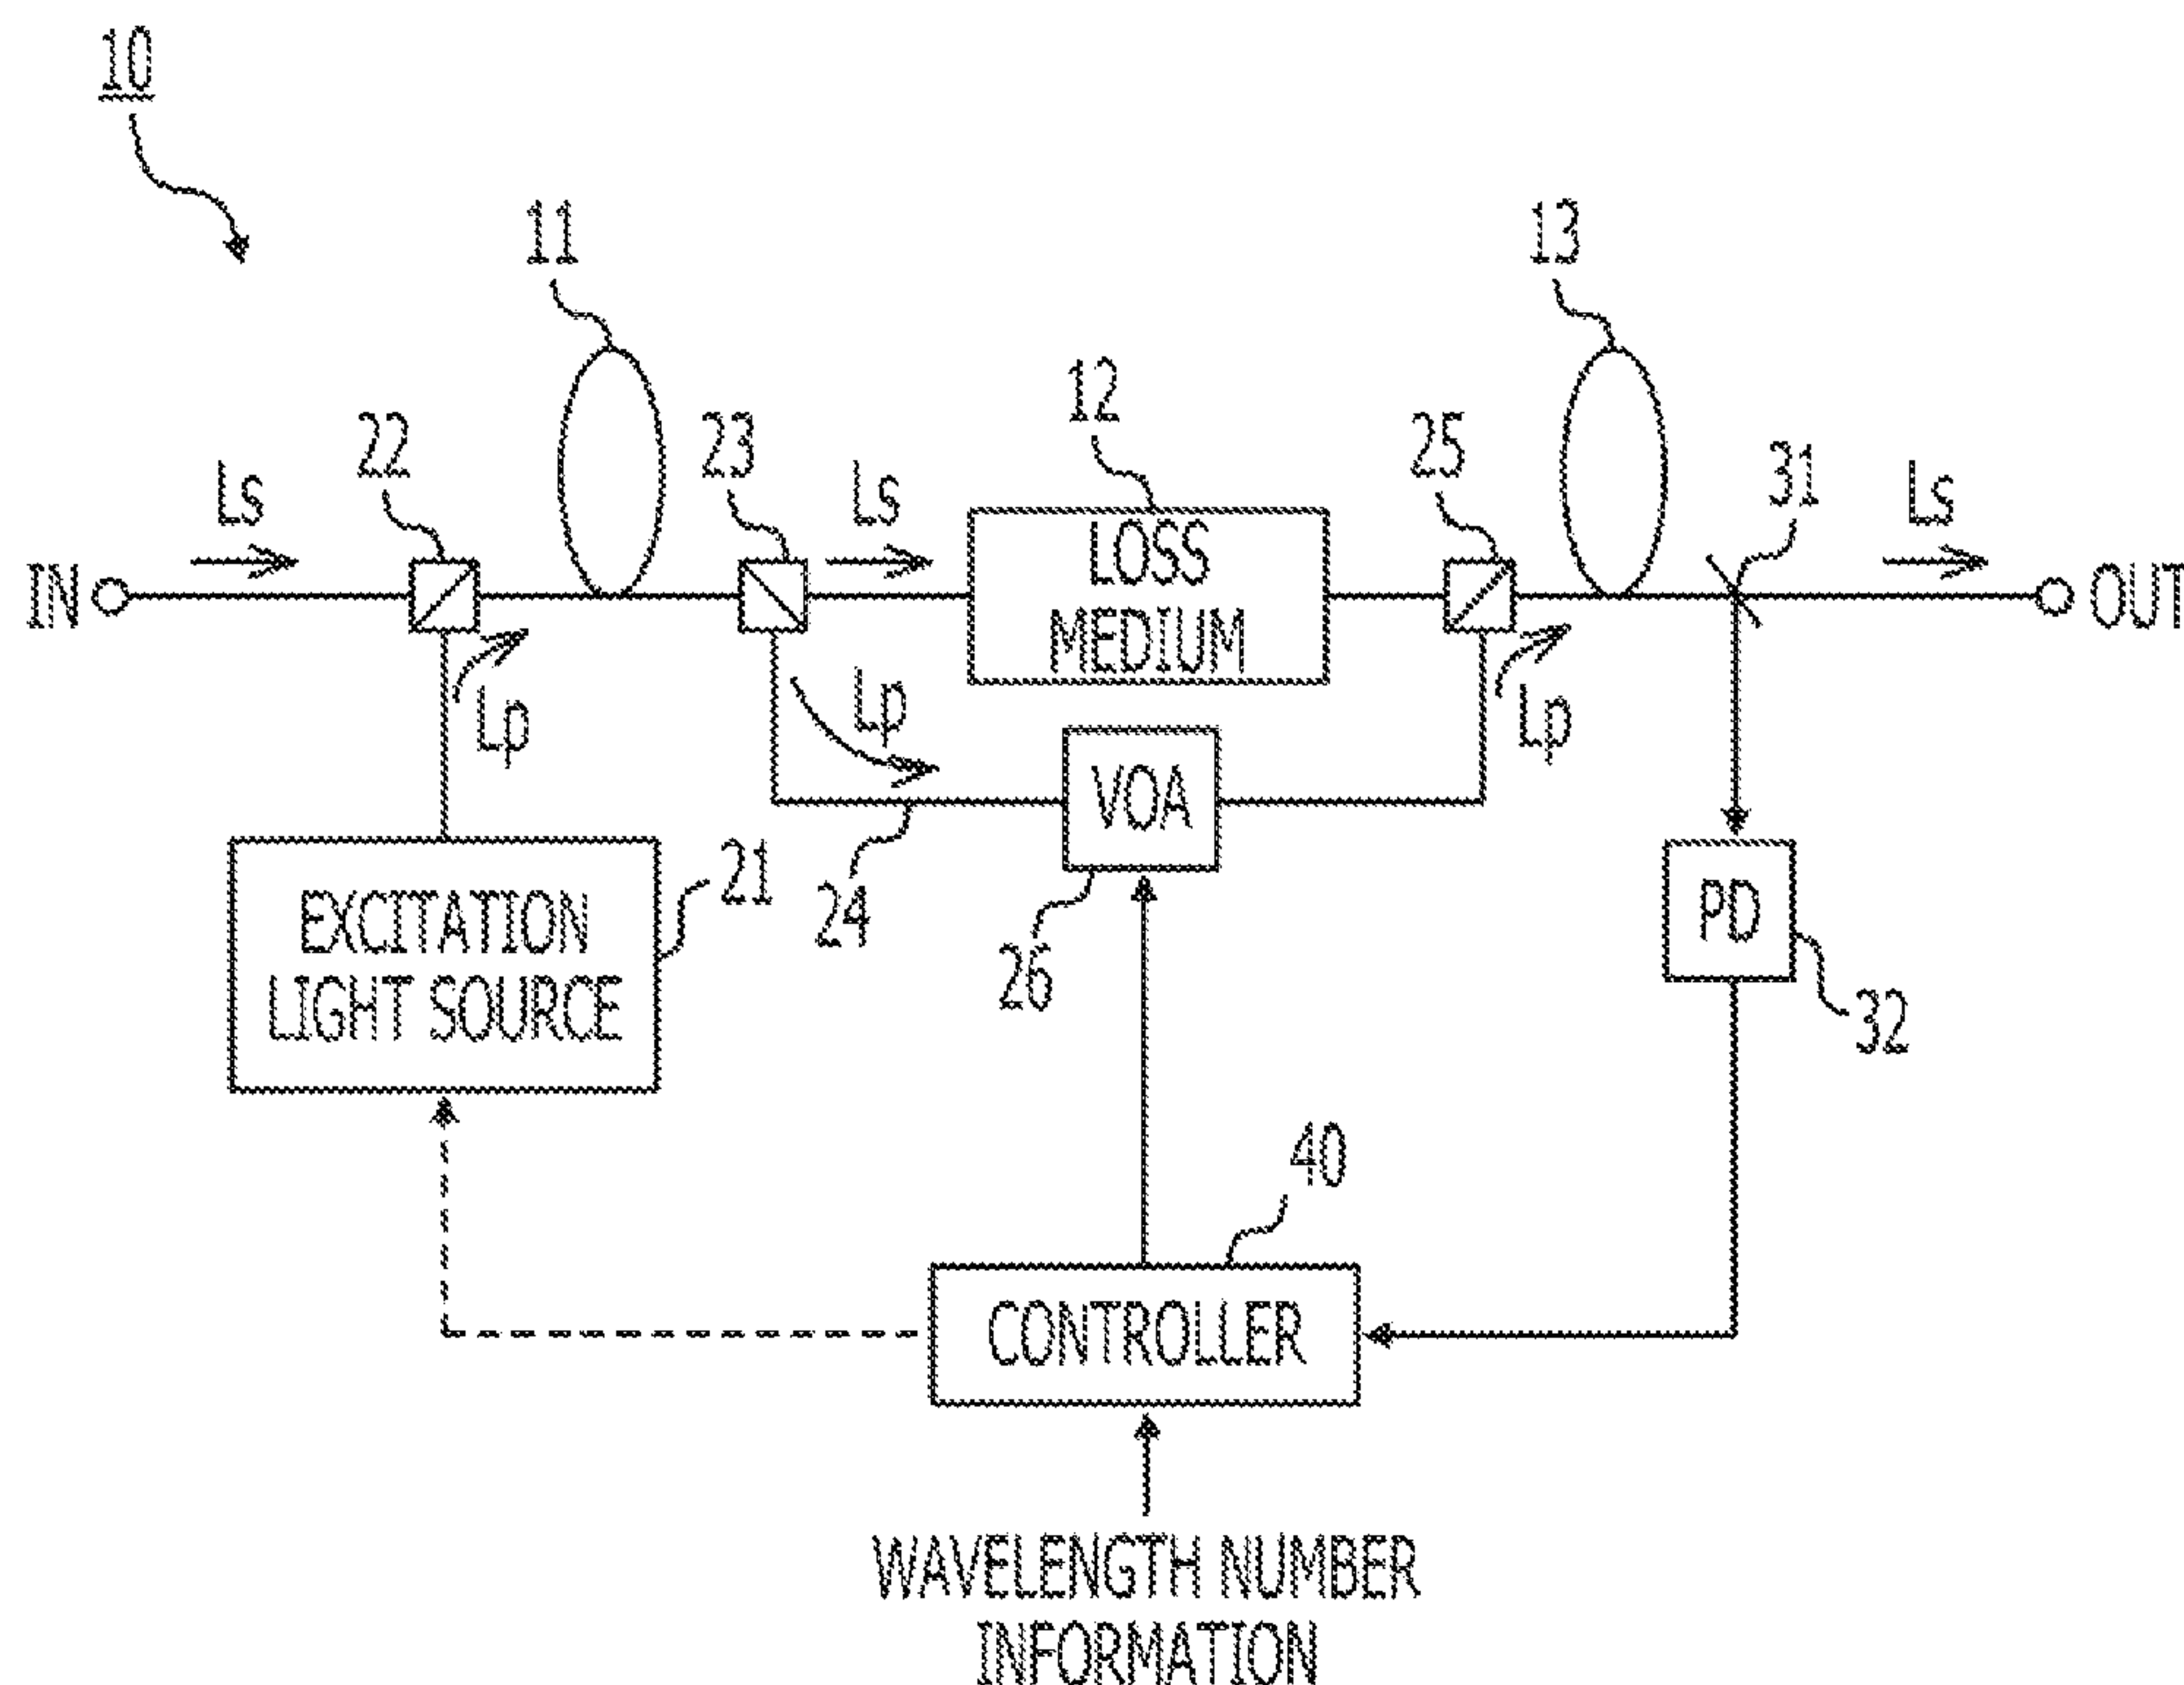 10
11
13
12
22
23
25
31
Ls
Ls
Ls
IN
LOSS
MEDIUM
OUT
Lp
Lp
Lp
VOA
EXCITATION
LIGHT SOURCE
21
24
26
PD
32
40
CONTROLLER
WAVELENGTH NUMBER
INFORMATION